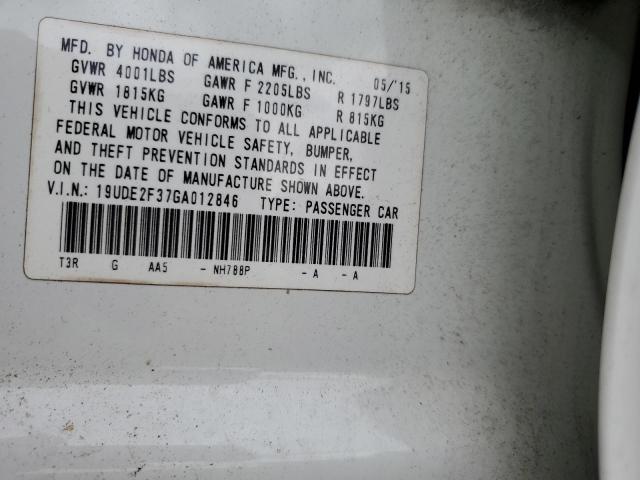 MFD. BY HONDA OF AMERICA MFG., INC. 05/'15
GVWR 4001LBS GAWR F 2205LBS R 1797LBS
GVWR 1815KG GAWR F 1000KG R 815KG
THIS VEHICLE CONFORMS TO ALL APPLICABLE
FEDERAL MOTOR VEHICLE SAFETY, BUMPER,
AND THEFT PREVENTION STANDARDS IN EFFECT
ON THE DATE OF MANUFACTURE SHOWN ABOVE.
V.I.N.: 19UDE2F37GA012846 TYPE: PASSENGER CAR
T3R G AA5 - NH788P - A - A